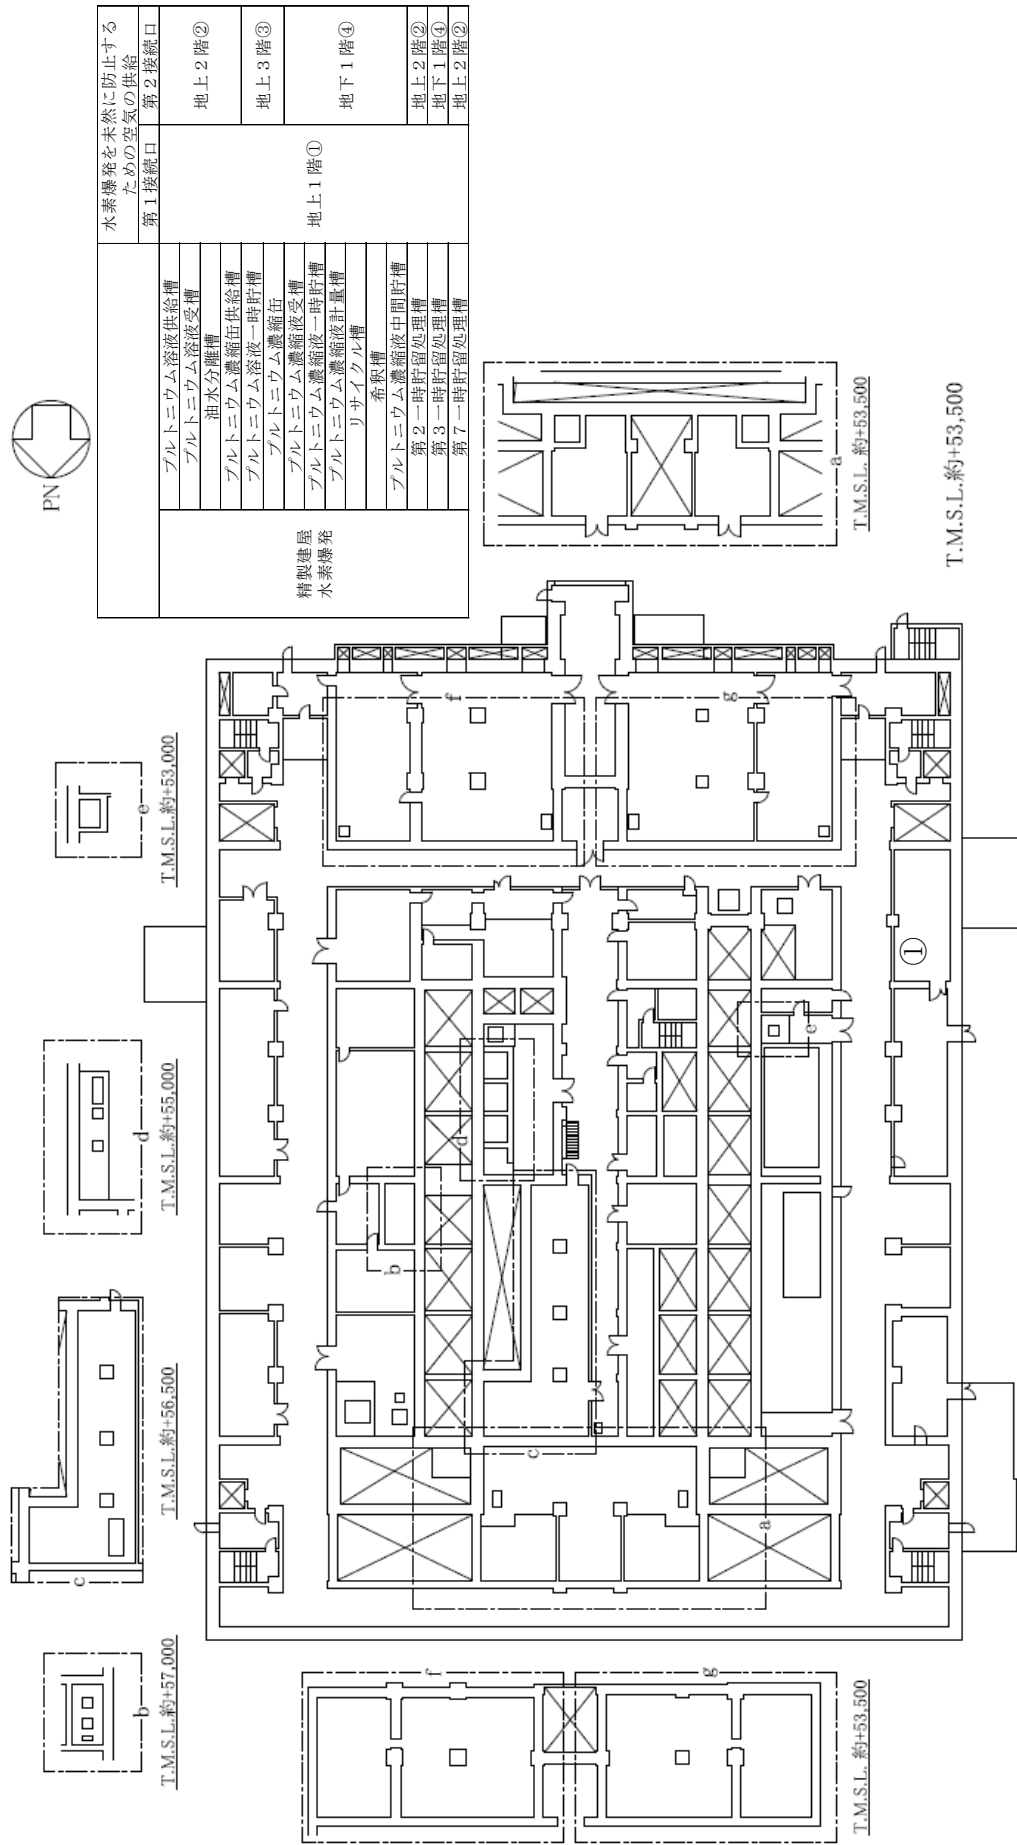 PN
水素爆発を未然に防止する
ための空気の供給
第1接続口
第2接続口
精製建屋
水素爆発
プルトニウム溶液供給槽
プルトニウム溶液受槽
油水分離槽
プルトニウム濃縮缶供給槽
プルトニウム溶液一時貯槽
プルトニウム濃縮缶
プルトニウム濃縮液受槽
プルトニウム濃縮液一時貯槽
プルトニウム濃縮液計量槽
リサイクル槽
希釈槽
プルトニウム濃縮液中間貯槽
第2一時貯留処理槽
第3一時貯留処理槽
第7一時貯留処理槽
地上1階①
地上2階②
地上3階③
地下1階④
地上2階②
地下1階④
地上2階②
b
T.M.S.L.約+57,000
c
T.M.S.L.約+56,500
d
T.M.S.L.約+55,000
e
T.M.S.L.約+53,000
f
g
b
d
c
a
e
①
f
g
T.M.S.L. 約+53,500
a
T.M.S.L. 約+53,500
T.M.S.L.約+53,500